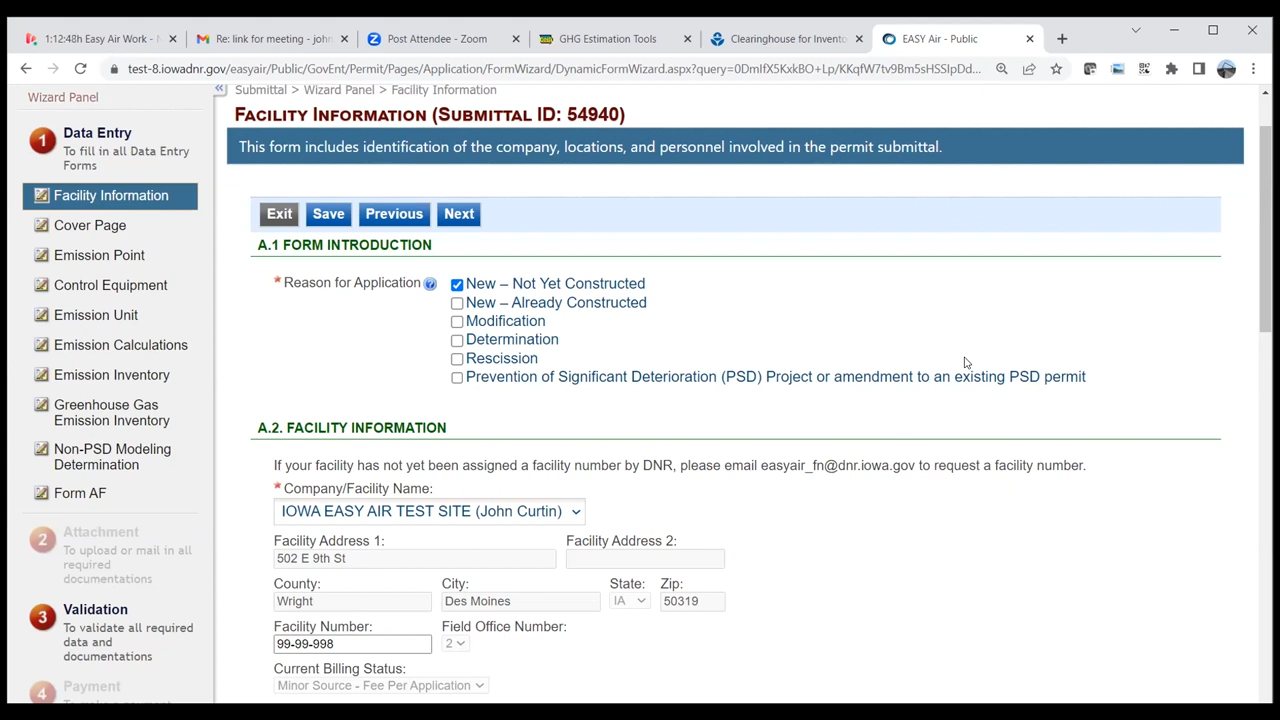 1:12:48h Easy Air Work -
Re: link for meeting - john
Post Attendee - Zoom
GHG Estimation Tools
Clearinghouse for Invento
EASY Air - Public
test-8.iowadnr.gov/easyair/Public/GovEnt/Permit/Pages/Application/FormWizard/DynamicFormWizard.aspx?query=0DmIfX5KxkBO+Lp/KKqfW7tv9Bm5sHSSIpDd...
Wizard Panel
1
Data Entry
To fill in all Data Entry
Forms
Facility Information
Cover Page
Emission Point
Control Equipment
Emission Unit
Emission Calculations
Emission Inventory
Greenhouse Gas
Emission Inventory
Non-PSD Modeling
Determination
Form AF
2
Attachment
To upload or mail in all
required
documentations
3
Validation
To validate all required
data and
documentations
4
Payment
Submittal > Wizard Panel > Facility Information
FACILITY INFORMATION (SUBMITTAL ID: 54940)
This form includes identification of the company, locations, and personnel involved in the permit submittal.
Exit Save Previous Next
A.1 FORM INTRODUCTION
* Reason for Application ?
New – Not Yet Constructed
New – Already Constructed
Modification
Determination
Rescission
Prevention of Significant Deterioration (PSD) Project or amendment to an existing PSD permit
A.2. FACILITY INFORMATION
If your facility has not yet been assigned a facility number by DNR, please email easyair_fn@dnr.iowa.gov to request a facility number.
* Company/Facility Name:
IOWA EASY AIR TEST SITE (John Curtin)
Facility Address 1: Facility Address 2:
502 E 9th St
County: City: State: Zip:
Wright Des Moines IA 50319
Facility Number: Field Office Number:
99-99-998 2
Current Billing Status:
Minor Source - Fee Per Application